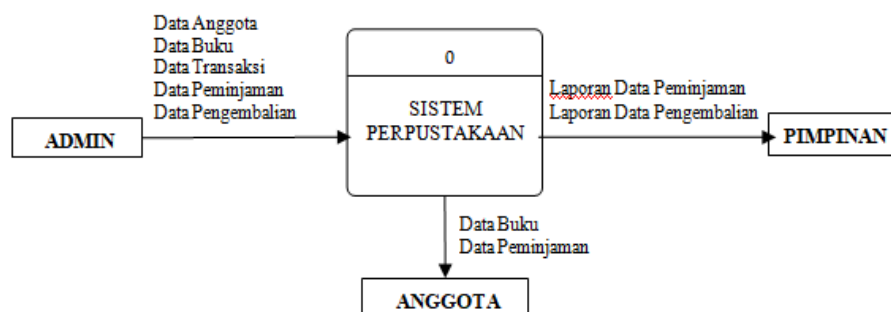 Data Anggota
Data Buku
Data Transaksi
Data Peminjaman
Data Pengembalian
ADMIN
0
SISTEM
PERPUSTAKAAN
Laporan Data Peminjaman
Laporan Data Pengembalian
PIMPINAN
Data Buku
Data Peminjaman
ANGGOTA